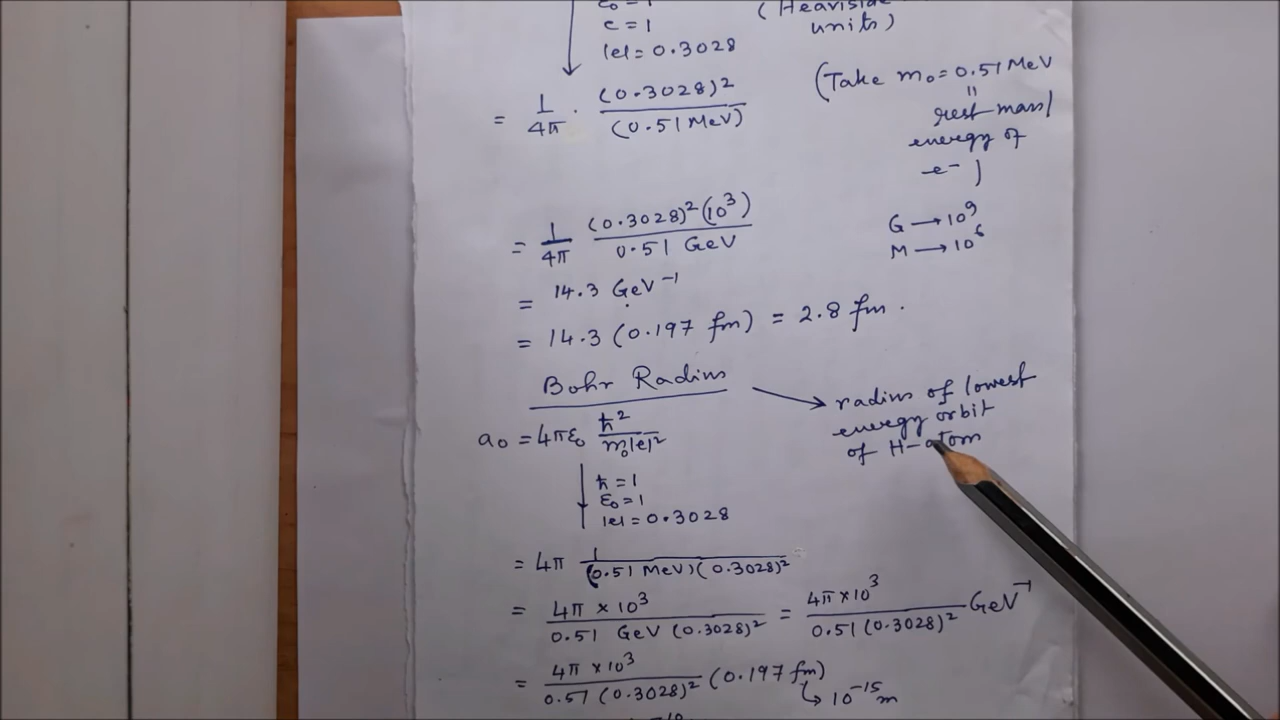 ε₀ = 1
(Heaviside
c = 1
units)
|e| = 0.3028
= 1/4π · (0.3028)²/(0.51 MeV)
(Take m₀ = 0.51 MeV
=
rest mass/
energy of
e⁻)
= 1/4π (0.3028)²(10³)/0.51 GeV
G → 10⁹
M → 10⁶
= 14.3 GeV⁻¹
= 14.3 (0.197 fm) = 2.8 fm.
Bohr Radius
→ radius of lowest
energy orbit
of H-atom
a₀ = 4πε₀ ħ²/m₀|e|²
ħ = 1
ε₀ = 1
|e| = 0.3028
= 4π 1/(0.51 MeV)(0.3028)²
= 4π × 10³/0.51 GeV (0.3028)² = 4π × 10³/0.51 (0.3028)² GeV⁻¹
= 4π × 10³/0.51 (0.3028)² (0.197 fm)
↳ 10⁻¹⁵ m